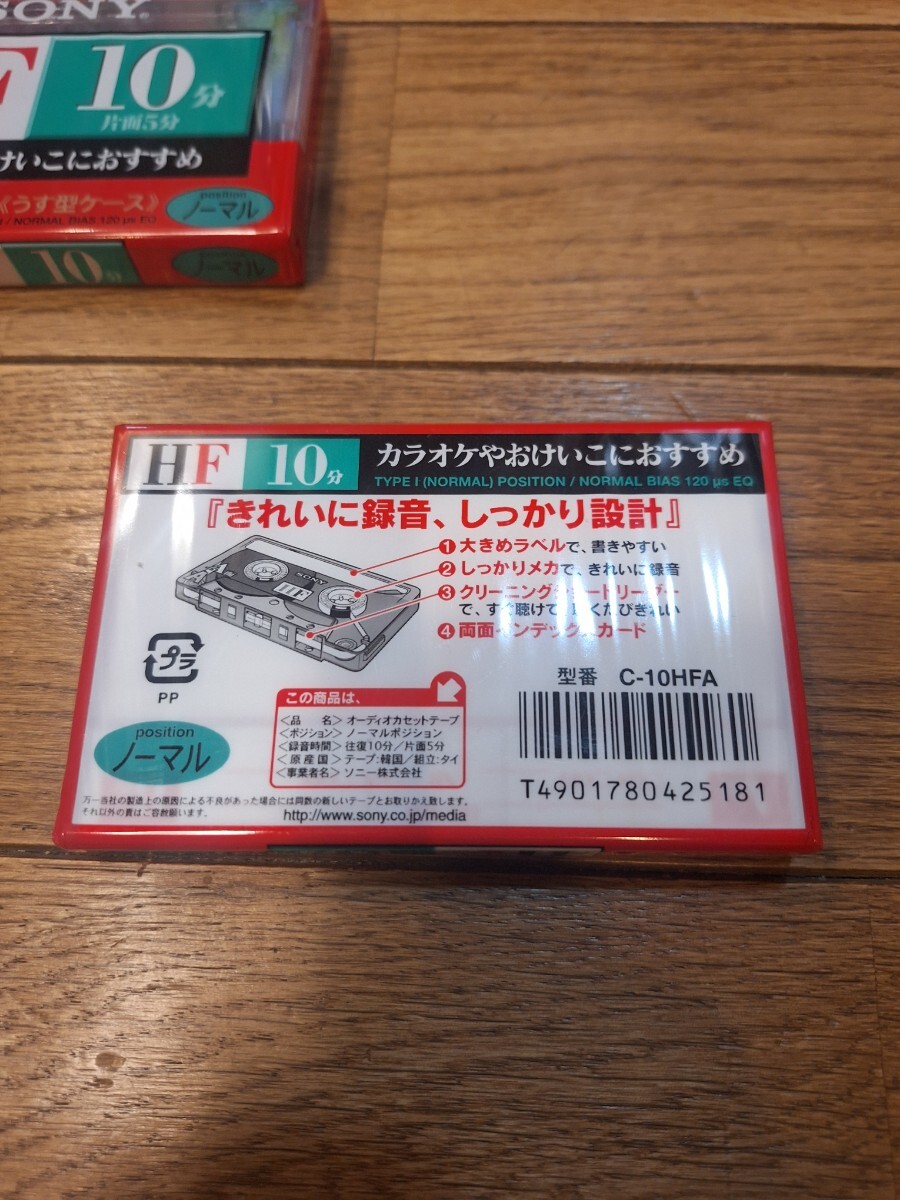 SONY
F 10分
片面5分
けいこにおすすめ
《うす型ケース》
position
ノーマル
/ NORMAL BIAS 120 μs EQ
10分
ノーマル
HF 10分
カラオケやおけいこにおすすめ
TYPE I (NORMAL) POSITION / NORMAL BIAS 120 μs EQ
『きれいに録音、しっかり設計』
①大きめラベルで、書きやすい
②しっかりメカで、きれいに録音
③クリーニング
で、す
きれい
④両面インデックスカード
SONY
HF
プラ
PP
position
ノーマル
この商品は、
〈品 名〉オーディオカセットテープ
〈ポジション〉ノーマルポジション
〈録音時間〉往復10分/片面5分
〈原産国〉テープ:韓国/組立:タイ
〈事業者名〉ソニー株式会社
型番 C-10HFA
T4901780425181
万一当社の製造上の原因による不良があった場合には同数の新しいテープとお取りかえ致します。
それ以外の責はご容赦願います。
http://www.sony.co.jp/media